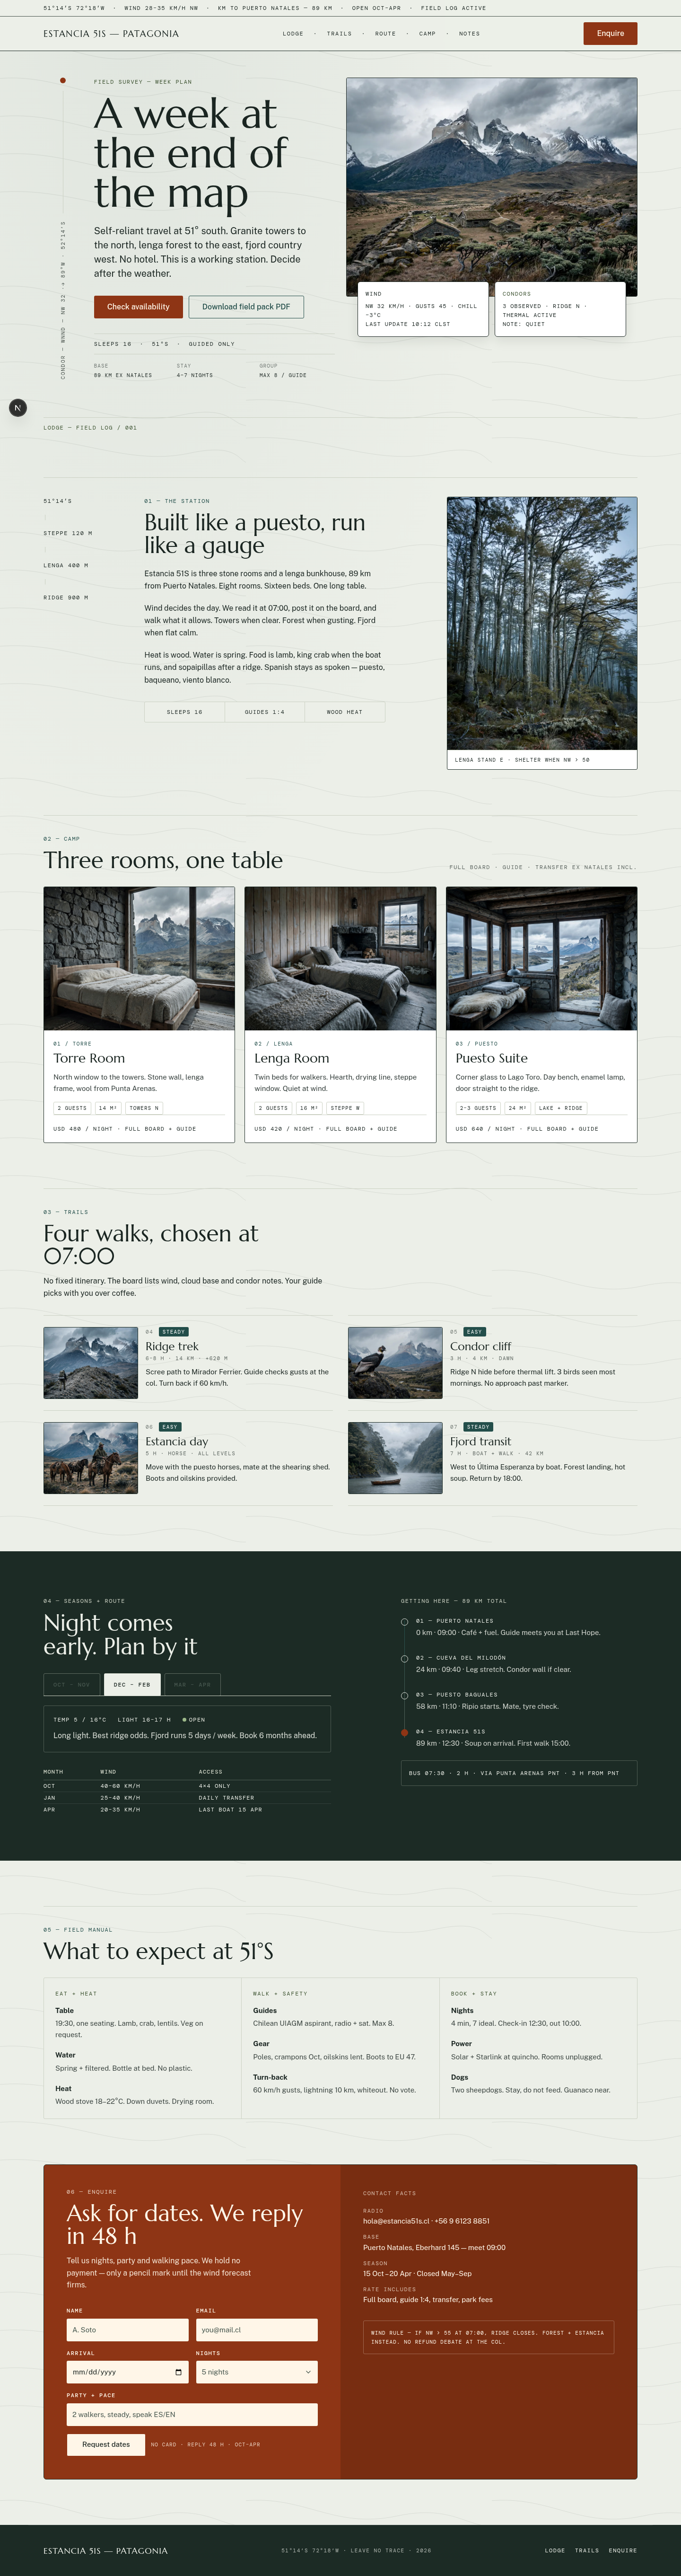 51°14'S 72°18'W · WIND 28–35 KM/H NW · KM TO PUERTO NATALES — 89 KM · OPEN OCT–APR · FIELD LOG ACTIVE
ESTANCIA 51S — PATAGONIA
LODGE · TRAILS · ROUTE · CAMP · NOTES
Enquire
FIELD SURVEY — WEEK PLAN
A week at
the end of
the map
Self-reliant travel at 51° south. Granite towers to
the north, lenga forest to the east, fjord country
west. No hotel. This is a working station. Decide
after the weather.
Check availability
Download field pack PDF
SLEEPS 16 · 51°S · GUIDED ONLY
BASE
89 KM EX NATALES
STAY
4–7 NIGHTS
GROUP
MAX 8 / GUIDE
WIND
NW 32 KM/H · GUSTS 45 · CHILL
-3°C
LAST UPDATE 10:12 CLST
CONDORS
3 OBSERVED · RIDGE N ·
THERMAL ACTIVE
NOTE: QUIET
N
LODGE — FIELD LOG / 001
51°14'S
STEPPE 120 M
LENGA 400 M
RIDGE 900 M
01 — THE STATION
Built like a puesto, run
like a gauge
Estancia 51S is three stone rooms and a lenga bunkhouse, 89 km
from Puerto Natales. Eight rooms. Sixteen beds. One long table.
Wind decides the day. We read it at 07:00, post it on the board, and
walk what it allows. Towers when clear. Forest when gusting. Fjord
when flat calm.
Heat is wood. Water is spring. Food is lamb, king crab when the boat
runs, and sopaipillas after a ridge. Spanish stays as spoken — puesto,
baqueano, viento blanco.
SLEEPS 16
GUIDES 1:4
WOOD HEAT
LENGA STAND E · SHELTER WHEN NW > 50
02 — CAMP
Three rooms, one table
FULL BOARD · GUIDE · TRANSFER EX NATALES INCL.
01 / TORRE
Torre Room
North window to the towers. Stone wall, lenga
frame, wool from Punta Arenas.
2 GUESTS
14 M²
TOWERS N
USD 480 / NIGHT · FULL BOARD + GUIDE
02 / LENGA
Lenga Room
Twin beds for walkers. Hearth, drying line, steppe
window. Quiet at wind.
2 GUESTS
16 M²
STEPPE W
USD 420 / NIGHT · FULL BOARD + GUIDE
03 / PUESTO
Puesto Suite
Corner glass to Lago Toro. Day bench, enamel lamp,
door straight to the ridge.
2–3 GUESTS
24 M²
LAKE + RIDGE
USD 640 / NIGHT · FULL BOARD + GUIDE
03 — TRAILS
Four walks, chosen at
07:00
No fixed itinerary. The board lists wind, cloud base and condor notes. Your guide
picks with you over coffee.
04 STEADY
Ridge trek
6–8 H · 14 KM · +620 M
Scree path to Mirador Ferrier. Guide checks gusts at the
col. Turn back if 60 km/h.
05 EASY
Condor cliff
3 H · 4 KM · DAWN
Ridge N hide before thermal lift. 3 birds seen most
mornings. No approach past marker.
06 EASY
Estancia day
5 H · HORSE · ALL LEVELS
Move with the puesto horses, mate at the shearing shed.
Boots and oilskins provided.
07 STEADY
Fjord transit
7 H · BOAT + WALK · 42 KM
West to Última Esperanza by boat. Forest landing, hot
soup. Return by 18:00.
04 — SEASONS + ROUTE
Night comes
early. Plan by it
OCT – NOV
DEC – FEB
MAR – APR
TEMP 5 / 16°C LIGHT 16–17 H OPEN
Long light. Best ridge odds. Fjord runs 5 days / week. Book 6 months ahead.
MONTH WIND ACCESS
OCT 40–60 KM/H 4×4 ONLY
JAN 25–40 KM/H DAILY TRANSFER
APR 20–35 KM/H LAST BOAT 15 APR
GETTING HERE — 89 KM TOTAL
01 — PUERTO NATALES
0 km · 09:00 · Café + fuel. Guide meets you at Last Hope.
02 — CUEVA DEL MILODÓN
24 km · 09:40 · Leg stretch. Condor wall if clear.
03 — PUESTO BAGUALES
58 km · 11:10 · Ripio starts. Mate, tyre check.
04 — ESTANCIA 51S
89 km · 12:30 · Soup on arrival. First walk 15:00.
BUS 07:30 · 2 H · VIA PUNTA ARENAS PNT · 3 H FROM PNT
05 — FIELD MANUAL
What to expect at 51°S
EAT + HEAT
Table
19:30, one seating. Lamb, crab, lentils. Veg on
request.
Water
Spring + filtered. Bottle at bed. No plastic.
Heat
Wood stove 18–22°C. Down duvets. Drying room.
WALK + SAFETY
Guides
Chilean UIAGM aspirant, radio + sat. Max 8.
Gear
Poles, crampons Oct, oilskins lent. Boots to EU 47.
Turn-back
60 km/h gusts, lightning 10 km, whiteout. No vote.
BOOK + STAY
Nights
4 min, 7 ideal. Check-in 12:30, out 10:00.
Power
Solar + Starlink at quincho. Rooms unplugged.
Dogs
Two sheepdogs. Stay, do not feed. Guanaco near.
06 — ENQUIRE
Ask for dates. We reply
in 48 h
Tell us nights, party and walking pace. We hold no
payment — only a pencil mark until the wind forecast
firms.
NAME
A. Soto
EMAIL
you@mail.cl
ARRIVAL
mm/dd/yyyy
NIGHTS
5 nights
PARTY + PACE
2 walkers, steady, speak ES/EN
Request dates
NO CARD · REPLY 48 H · OCT–APR
CONTACT FACTS
RADIO
hola@estancia51s.cl · +56 9 6123 8851
BASE
Puerto Natales, Eberhard 145 — meet 09:00
SEASON
15 Oct – 20 Apr · Closed May–Sep
RATE INCLUDES
Full board, guide 1:4, transfer, park fees
WIND RULE — IF NW > 55 AT 07:00, RIDGE CLOSES. FOREST + ESTANCIA
INSTEAD. NO REFUND DEBATE AT THE COL.
ESTANCIA 51S — PATAGONIA
51°14'S 72°18'W · LEAVE NO TRACE · 2026
LODGE TRAILS ENQUIRE